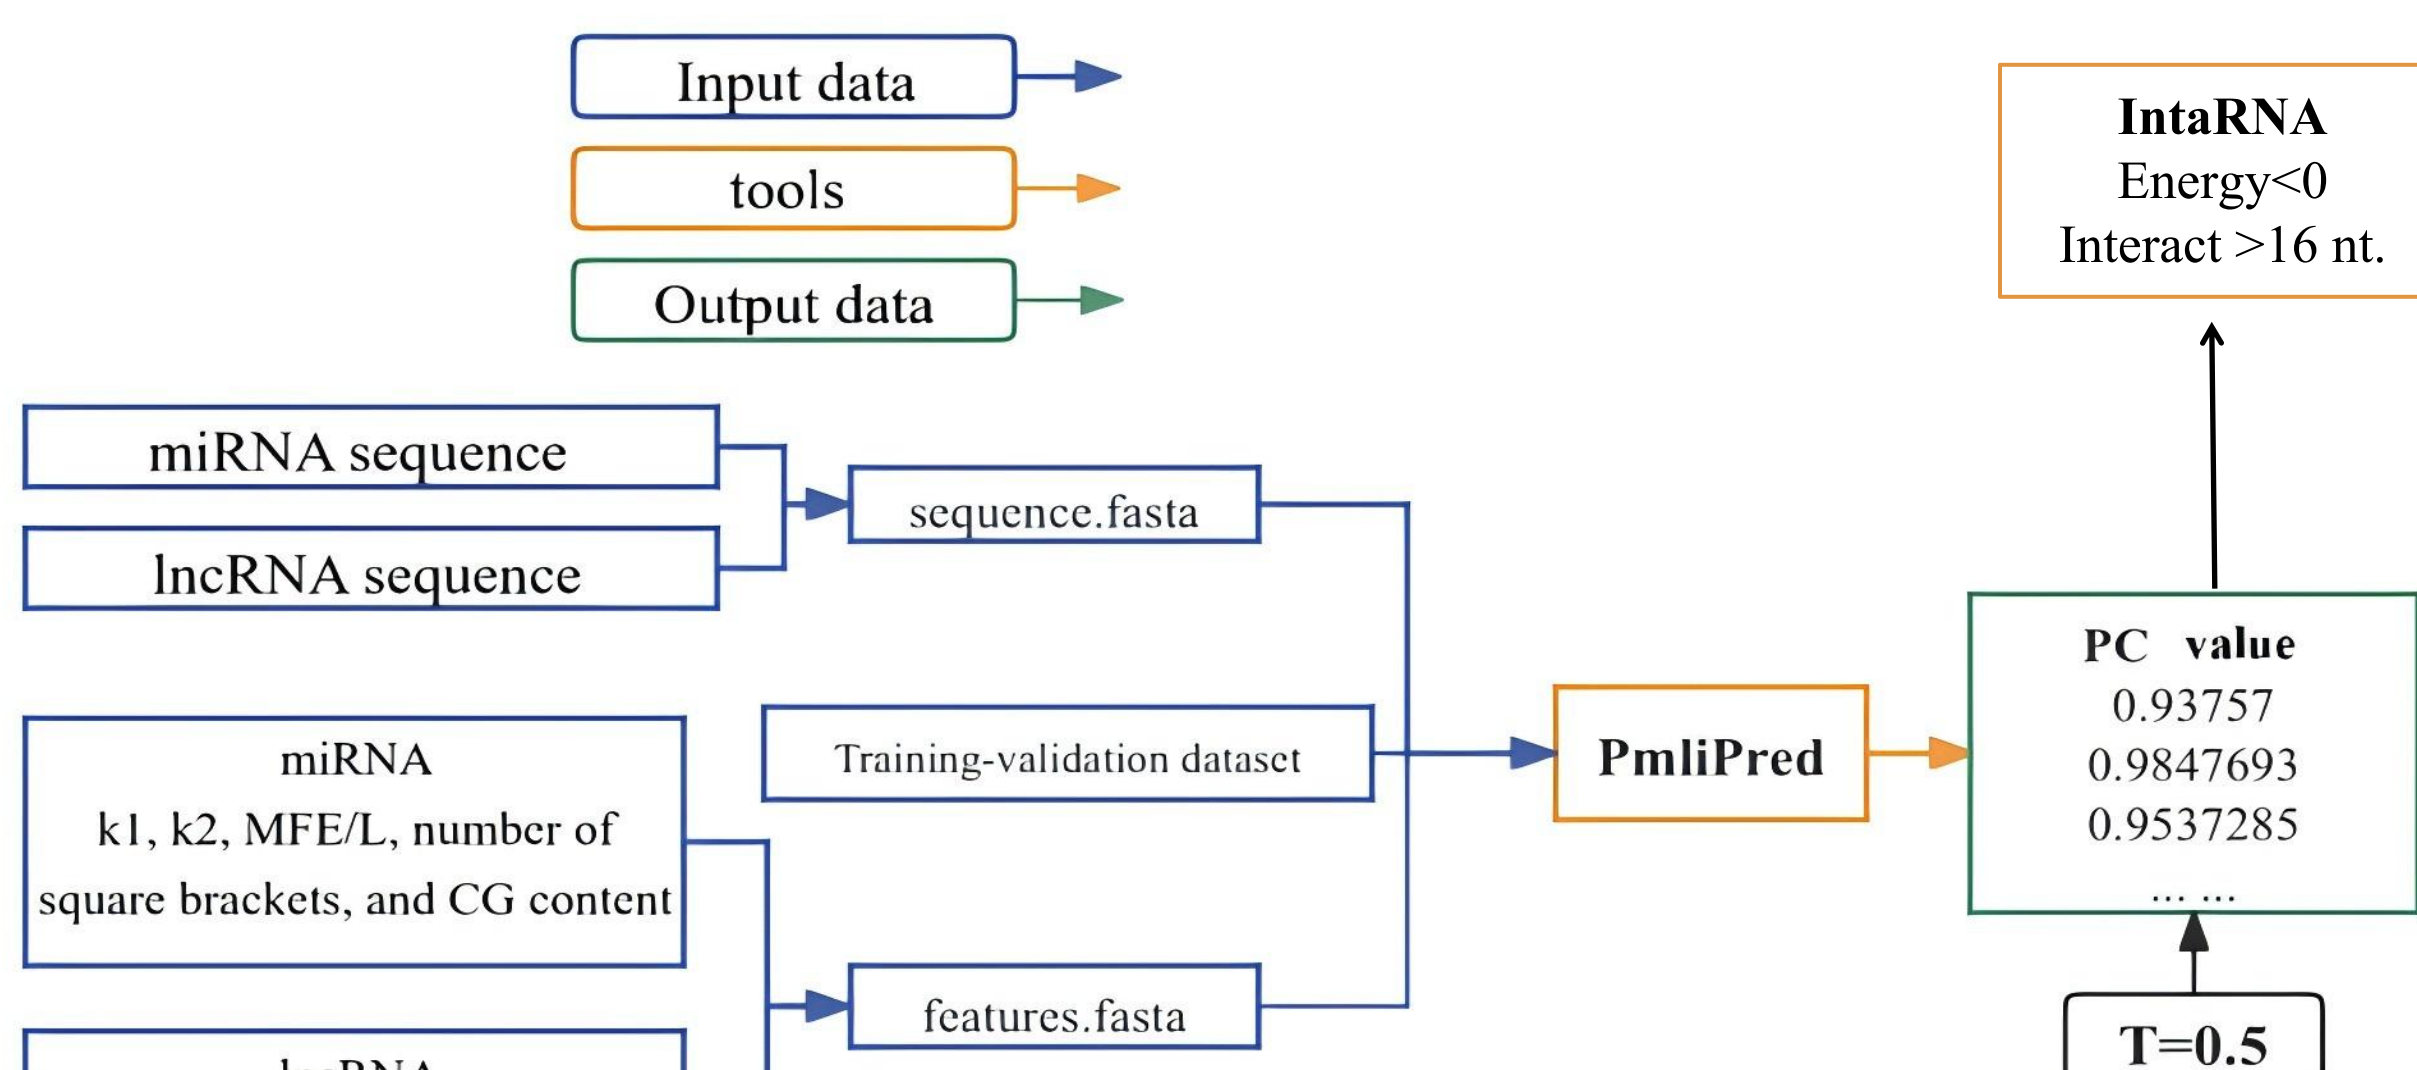 Input data
tools
Output data
IntaRNA
Energy<0
Interact >16 nt.
miRNA sequence
lncRNA sequence
sequence.fasta
miRNA
k1, k2, MFE/L, number of
square brackets, and CG content
Training-validation dataset
PmliPred
PC value
0.93757
0.9847693
0.9537285
... ...
features.fasta
T=0.5